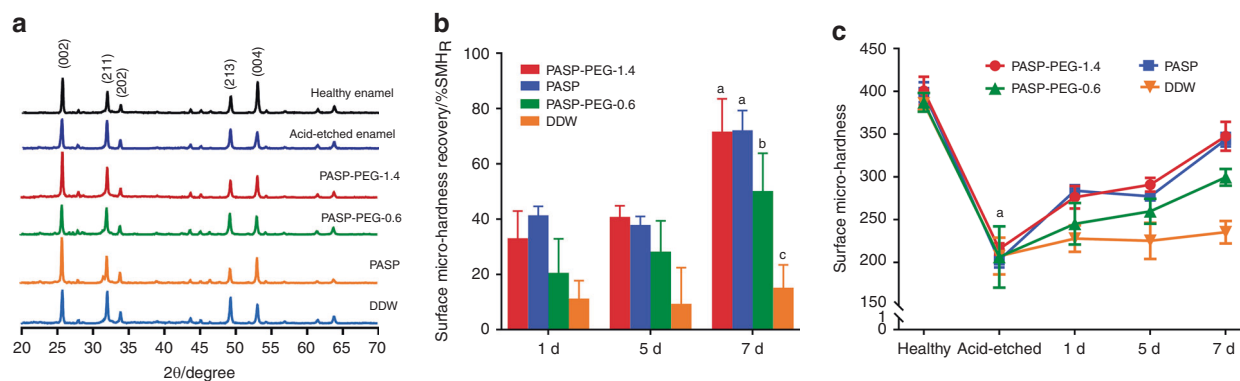 a
(002)
(211)
(202)
(213)
(004)
Healthy enamel
Acid-etched enamel
PASP-PEG-1.4
PASP-PEG-0.6
PASP
DDW
20 25 30 35 40 45 50 55 60 65 70
2θ/degree
b
Surface micro-hardness recovery/%SMHR
100
80
60
40
20
0
PASP-PEG-1.4
PASP
PASP-PEG-0.6
DDW
a a
b
c
1 d 5 d 7 d
c
Surface micro-hardness
450
400
350
300
250
200
150
1
0
PASP-PEG-1.4 PASP
PASP-PEG-0.6 DDW
a
Healthy Acid-etched 1 d 5 d 7 d